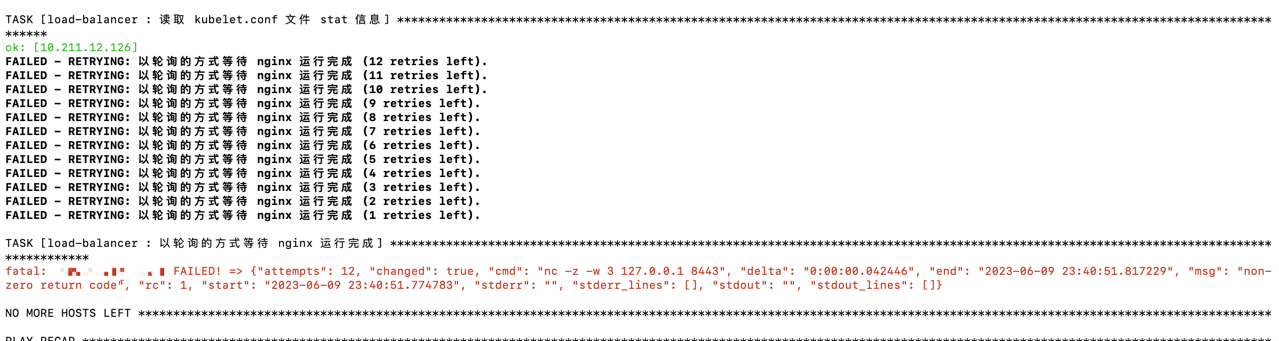 TASK [load-balancer : 读取 kubelet.conf 文件 stat 信息] ******************************************************************************************************************************
******
ok: [10.211.12.126]
FAILED - RETRYING: 以轮询的方式等待 nginx 运行完成 (12 retries left).
FAILED - RETRYING: 以轮询的方式等待 nginx 运行完成 (11 retries left).
FAILED - RETRYING: 以轮询的方式等待 nginx 运行完成 (10 retries left).
FAILED - RETRYING: 以轮询的方式等待 nginx 运行完成 (9 retries left).
FAILED - RETRYING: 以轮询的方式等待 nginx 运行完成 (8 retries left).
FAILED - RETRYING: 以轮询的方式等待 nginx 运行完成 (7 retries left).
FAILED - RETRYING: 以轮询的方式等待 nginx 运行完成 (6 retries left).
FAILED - RETRYING: 以轮询的方式等待 nginx 运行完成 (5 retries left).
FAILED - RETRYING: 以轮询的方式等待 nginx 运行完成 (4 retries left).
FAILED - RETRYING: 以轮询的方式等待 nginx 运行完成 (3 retries left).
FAILED - RETRYING: 以轮询的方式等待 nginx 运行完成 (2 retries left).
FAILED - RETRYING: 以轮询的方式等待 nginx 运行完成 (1 retries left).
TASK [load-balancer : 以轮询的方式等待 nginx 运行完成] *******************************************************************************************************************************
************
fatal: FAILED! => {"attempts": 12, "changed": true, "cmd": "nc -z -w 3 127.0.0.1 8443", "delta": "0:00:00.042446", "end": "2023-06-09 23:40:51.817229", "msg": "non-
zero return code", "rc": 1, "start": "2023-06-09 23:40:51.774783", "stderr": "", "stderr_lines": [], "stdout": "", "stdout_lines": []}
NO MORE HOSTS LEFT *******************************************************************************************************************************************************************
PLAY RECAP ***************************************************************************************************************************************************************************